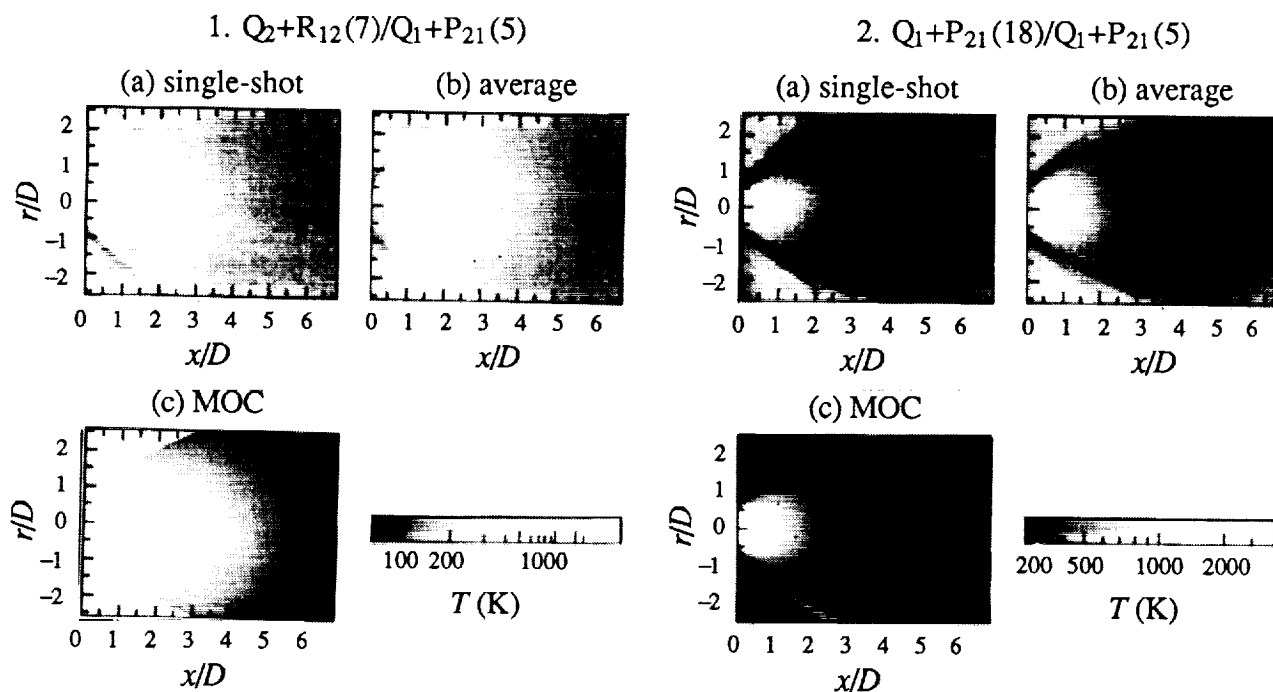 1. Q2+R12(7)/Q1+P21(5)
(a) single-shot
(b) average
2
1
0
−1
−2
r/D
0 1 2 3 4 5 6
x/D
0 1 2 3 4 5 6
x/D
(c) MOC
2
1
0
−1
−2
r/D
0 1 2 3 4 5 6
x/D
100 200 1000
T (K)
2. Q1+P21(18)/Q1+P21(5)
(a) single-shot
(b) average
2
1
0
−1
−2
r/D
0 1 2 3 4 5 6
x/D
0 1 2 3 4 5 6
x/D
(c) MOC
2
1
0
−1
−2
r/D
0 1 2 3 4 5 6
x/D
200 500 1000 2000
T (K)